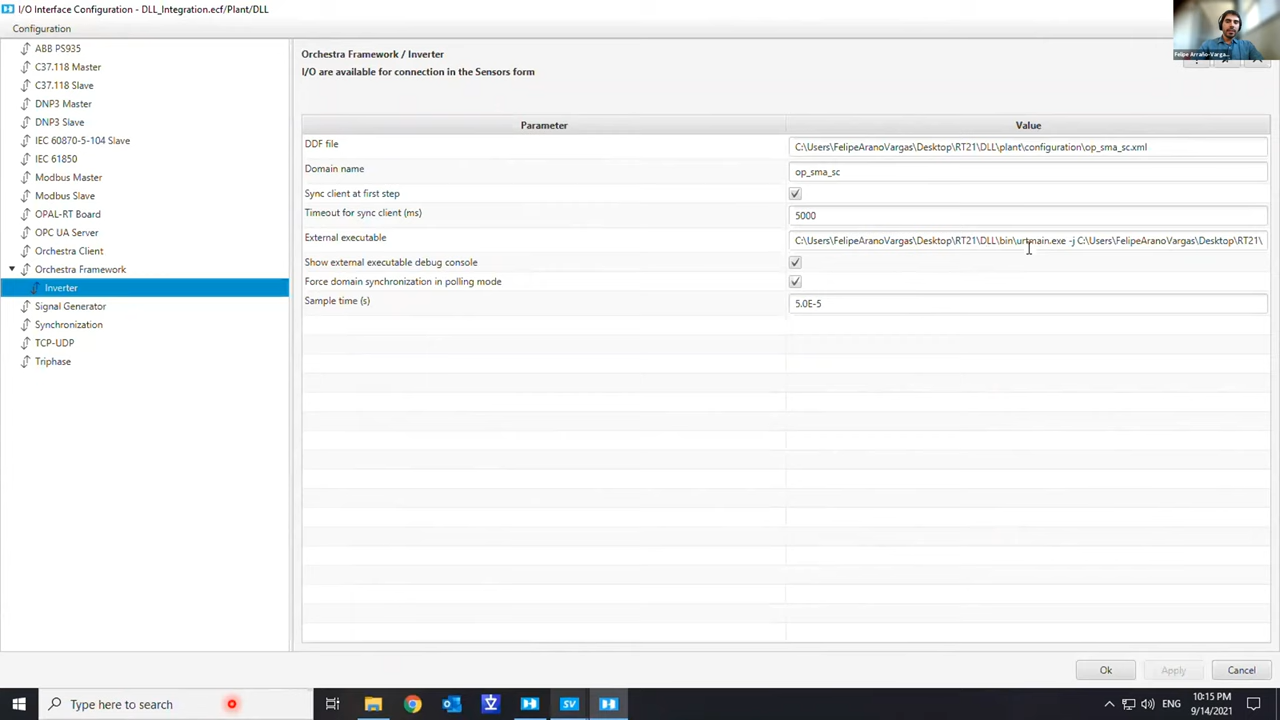 I/O Interface Configuration - DLL_Integration.ecf/Plant/DLL
Configuration
ABB PS935
C37.118 Master
C37.118 Slave
DNP3 Master
DNP3 Slave
IEC 60870-5-104 Slave
IEC 61850
Modbus Master
Modbus Slave
OPAL-RT Board
OPC UA Server
Orchestra Client
Orchestra Framework
Inverter
Signal Generator
Synchronization
TCP-UDP
Triphase
Orchestra Framework / Inverter
I/O are available for connection in the Sensors form
Parameter Value
DDF file C:\Users\FelipeAranoVargas\Desktop\RT21\DLL\plant\configuration\op_sma_sc.xml
Domain name op_sma_sc
Sync client at first step
Timeout for sync client (ms) 5000
External executable C:\Users\FelipeAranoVargas\Desktop\RT21\DLL\bin\urtmain.exe -j C:\Users\FelipeAranoVargas\Desktop\RT21\
Show external executable debug console
Force domain synchronization in polling mode
Sample time (s) 5.0E-5
Ok Apply Cancel
Felipe Arraño-Varga...
Type here to search
SV
ENG
10:15 PM
9/14/2021